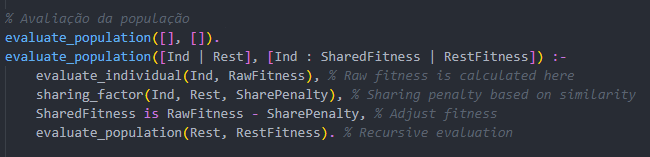 % Avaliação da população
evaluate_population([], []).
evaluate_population([Ind | Rest], [Ind : SharedFitness | RestFitness]) :-
    evaluate_individual(Ind, RawFitness), % Raw fitness is calculated here
    sharing_factor(Ind, Rest, SharePenalty), % Sharing penalty based on similarity
    SharedFitness is RawFitness - SharePenalty, % Adjust fitness
    evaluate_population(Rest, RestFitness). % Recursive evaluation